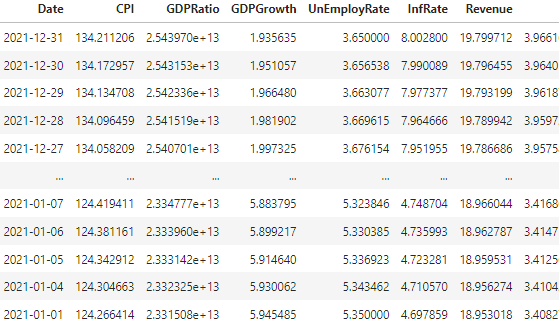 Date CPI GDPRatio GDPGrowth UnEmployRate InfRate Revenue
2021-12-31 134.211206 2.543970e+13 1.935635 3.650000 8.002800 19.799712 3.9661
2021-12-30 134.172957 2.543153e+13 1.951057 3.656538 7.990089 19.796455 3.9640
2021-12-29 134.134708 2.542336e+13 1.966480 3.663077 7.977377 19.793199 3.9618
2021-12-28 134.096459 2.541519e+13 1.981902 3.669615 7.964666 19.789942 3.9597
2021-12-27 134.058209 2.540701e+13 1.997325 3.676154 7.951955 19.786686 3.9575
... ... ... ... ... ... ...
2021-01-07 124.419411 2.334777e+13 5.883795 5.323846 4.748704 18.966044 3.4168
2021-01-06 124.381161 2.333960e+13 5.899217 5.330385 4.735993 18.962787 3.4147
2021-01-05 124.342912 2.333142e+13 5.914640 5.336923 4.723281 18.959531 3.4125
2021-01-04 124.304663 2.332325e+13 5.930062 5.343462 4.710570 18.956274 3.4104
2021-01-01 124.266414 2.331508e+13 5.945485 5.350000 4.697859 18.953018 3.4082